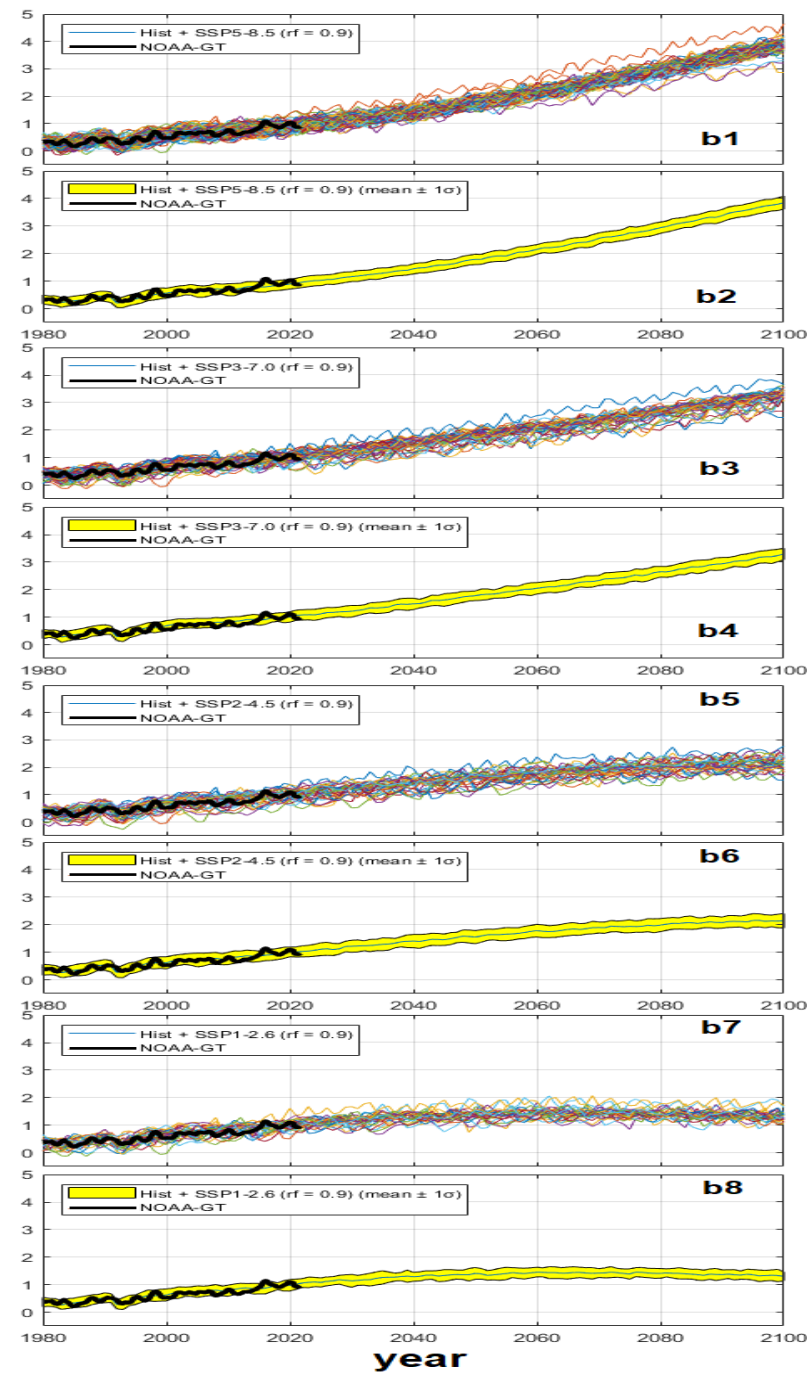 5
4
3
2
1
0
Hist + SSP5-8.5 (rf = 0.9)
NOAA-GT
b1
5
4
3
2
1
0
Hist + SSP5-8.5 (rf = 0.9) (mean ± 1σ)
NOAA-GT
b2
1980 2000 2020 2040 2060 2080 2100
5
4
3
2
1
0
Hist + SSP3-7.0 (rf = 0.9)
NOAA-GT
b3
5
4
3
2
1
0
Hist + SSP3-7.0 (rf = 0.9) (mean ± 1σ)
NOAA-GT
b4
1980 2000 2020 2040 2060 2080 2100
5
4
3
2
1
0
Hist + SSP2-4.5 (rf = 0.9)
NOAA-GT
b5
5
4
3
2
1
0
Hist + SSP2-4.5 (rf = 0.9) (mean ± 1σ)
NOAA-GT
b6
1980 2000 2020 2040 2060 2080 2100
5
4
3
2
1
0
Hist + SSP1-2.6 (rf = 0.9)
NOAA-GT
b7
5
4
3
2
1
0
Hist + SSP1-2.6 (rf = 0.9) (mean ± 1σ)
NOAA-GT
b8
1980 2000 2020 2040 2060 2080 2100
year